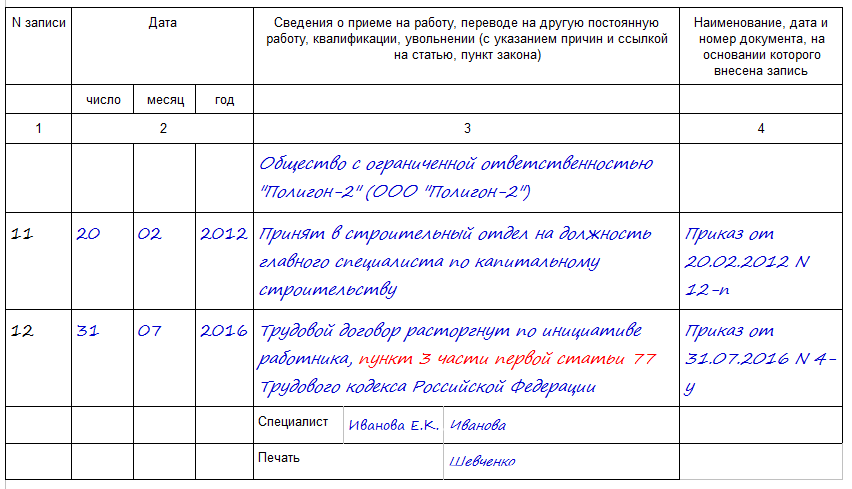 N записи
Дата
Сведения о приеме на работу, переводе на другую постоянную
работу, квалификации, увольнении (с указанием причин и ссылкой
на статью, пункт закона)
Наименование, дата и
номер документа, на
основании которого
внесена запись
число месяц год
1 2 3 4
Общество с ограниченной ответственностью
"Полигон-2" (ООО "Полигон-2")
11 20 02 2012 Принят в строительный отдел на должность
главного специалиста по капитальному
строительству
Приказ от
20.02.2012 N
12-п
12 31 07 2016 Трудовой договор расторгнут по инициативе
работника, пункт 3 части первой статьи 77
Трудового кодекса Российской Федерации
Приказ от
31.07.2016 N 4-
у
Специалист Иванова Е.К. Иванова
Печать Шевченко